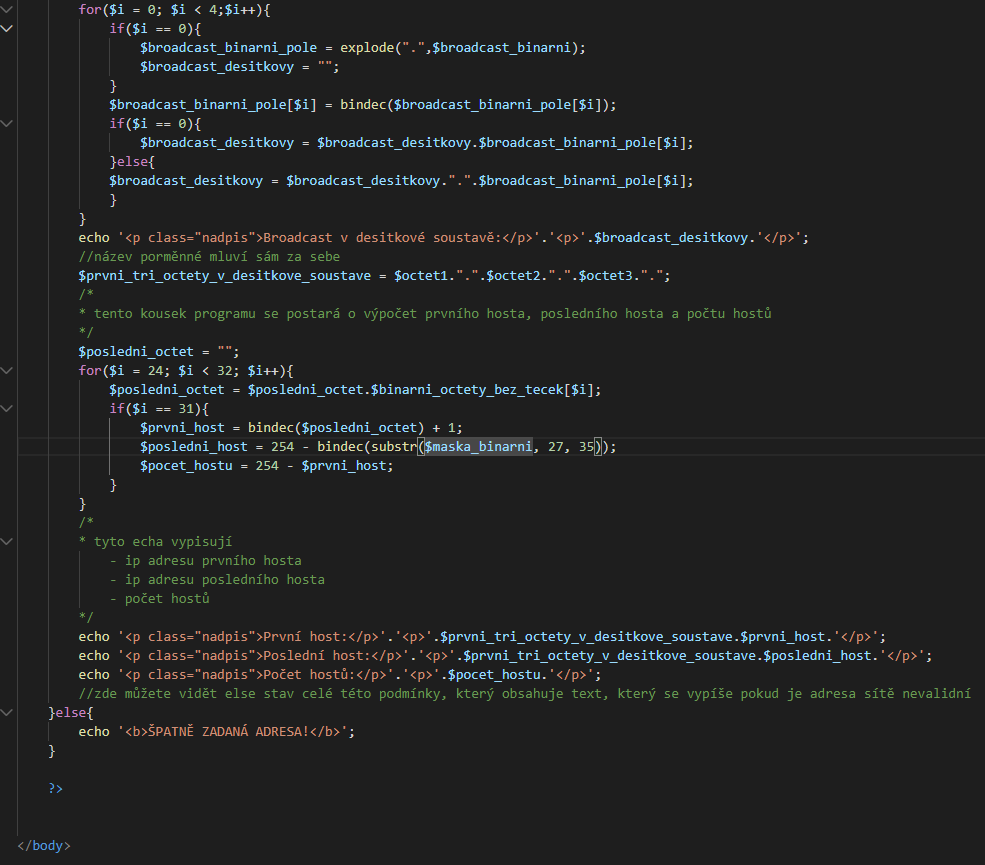 for($i = 0; $i < 4;$i++){
if($i == 0){
$broadcast_binarni_pole = explode(".",$broadcast_binarni);
$broadcast_desitkovy = "";
}
$broadcast_binarni_pole[$i] = bindec($broadcast_binarni_pole[$i]);
if($i == 0){
$broadcast_desitkovy = $broadcast_desitkovy.$broadcast_binarni_pole[$i];
}else{
$broadcast_desitkovy = $broadcast_desitkovy.".".$broadcast_binarni_pole[$i];
}
}
echo '<p class="nadpis">Broadcast v desitkové soustavě:</p>'.'<p>'.$broadcast_desitkovy.'</p>';
//název porměnné mluví sám za sebe
$prvni_tri_octety_v_desitkove_soustave = $octet1.".".$octet2.".".$octet3.".";
/*
* tento kousek programu se postará o výpočet prvního hosta, posledního hosta a počtu hostů
*/
$posledni_octet = "";
for($i = 24; $i < 32; $i++){
$posledni_octet = $posledni_octet.$binarni_octety_bez_tecek[$i];
if($i == 31){
$prvni_host = bindec($posledni_octet) + 1;
$posledni_host = 254 - bindec(substr($maska_binarni, 27, 35));
$pocet_hostu = 254 - $prvni_host;
}
}
/*
* tyto echa vypisují
- ip adresu prvního hosta
- ip adresu posledního hosta
- počet hostů
*/
echo '<p class="nadpis">První host:</p>'.'<p>'.$prvni_tri_octety_v_desitkove_soustave.$prvni_host.'</p>';
echo '<p class="nadpis">Poslední host:</p>'.'<p>'.$prvni_tri_octety_v_desitkove_soustave.$posledni_host.'</p>';
echo '<p class="nadpis">Počet hostů:</p>'.'<p>'.$pocet_hostu.'</p>';
//zde můžete vidět else stav celé této podmínky, který obsahuje text, který se vypíše pokud je adresa sítě nevalidní
}else{
echo '<b>ŠPATNĚ ZADANÁ ADRESA!</b>';
}
?>
</body>